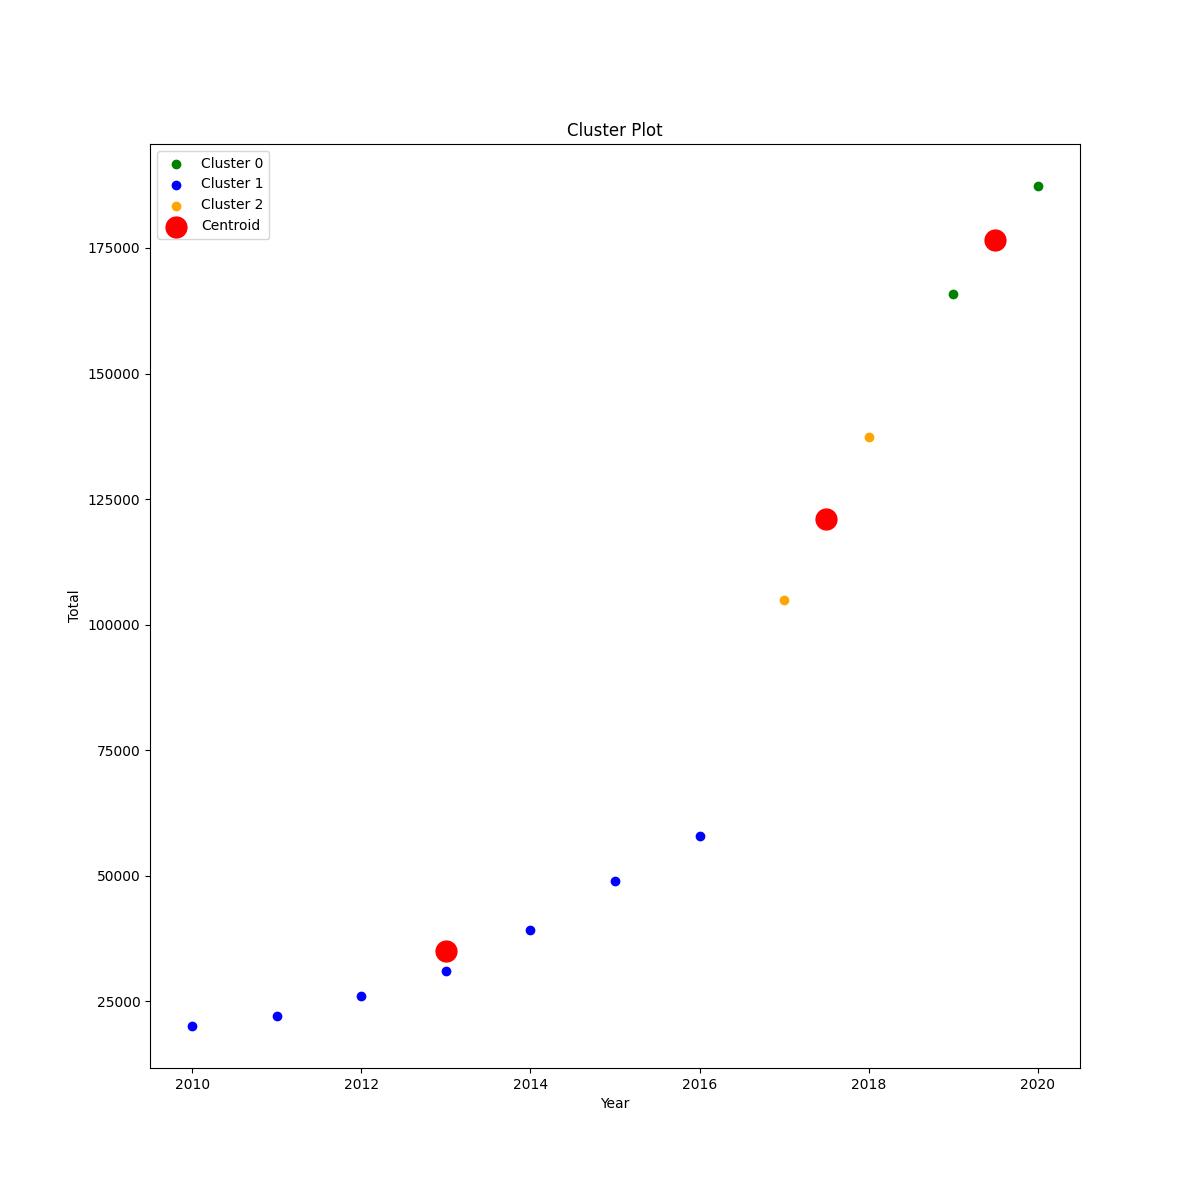 Cluster Plot
Cluster 0
Cluster 1
Cluster 2
Centroid
175000
150000
125000
100000
75000
50000
25000
Total
2010 2012 2014 2016 2018 2020
Year